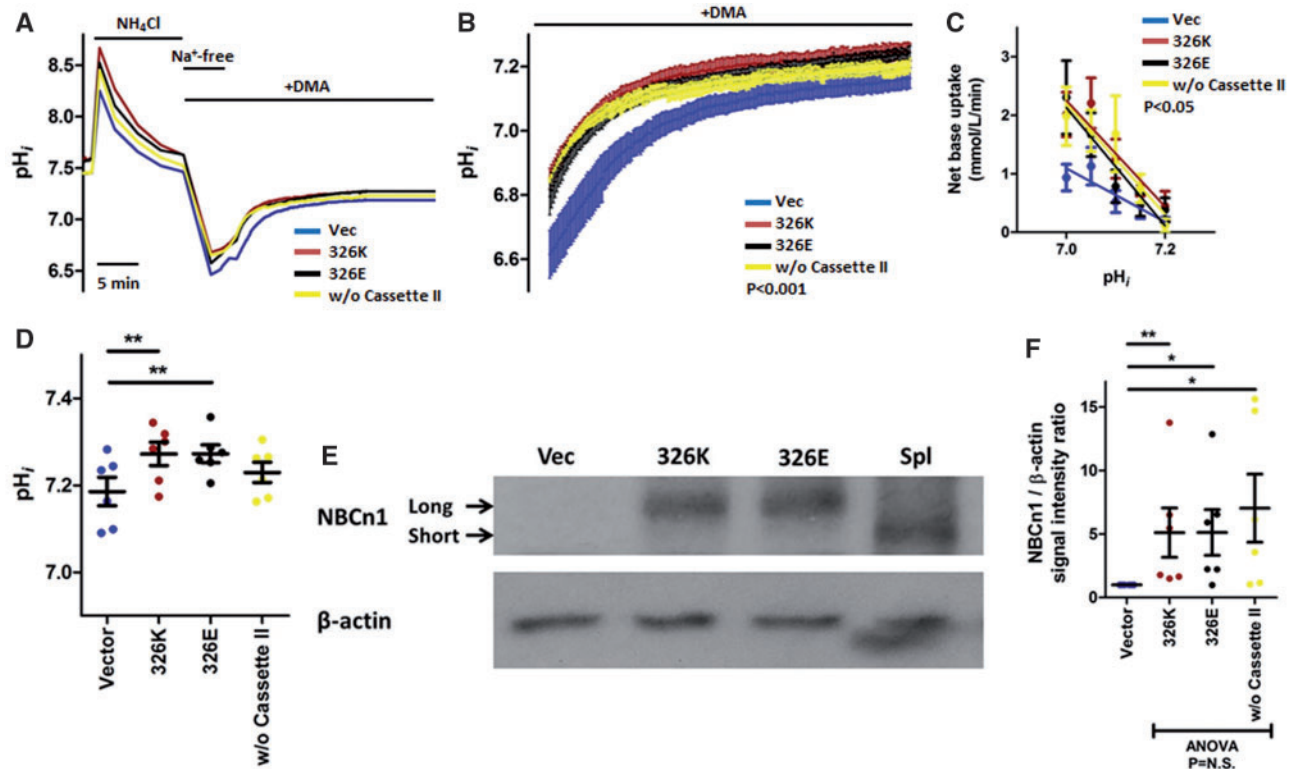 A
NH₄Cl
Na⁺-free
+DMA
8.5
8.0
7.5
7.0
6.5
pHᵢ
5 min
Vec
326K
326E
w/o Cassette II
B
+DMA
7.2
7.0
6.8
6.6
pHᵢ
Vec
326K
326E
w/o Cassette II
P<0.001
C
Vec
326K
326E
w/o Cassette II
P<0.05
3
2
1
0
Net base uptake
(mmol/L/min)
7.0 7.2
pHᵢ
D
**
**
7.4
7.2
7.0
pHᵢ
Vector
326K
326E
w/o Cassette II
E
Vec 326K 326E Spl
NBCn1
Long
Short
β-actin
F
**
*
*
15
10
5
0
NBCn1 / β-actin
signal intensity ratio
Vector
326K
326E
w/o Cassette II
ANOVA
P=N.S.